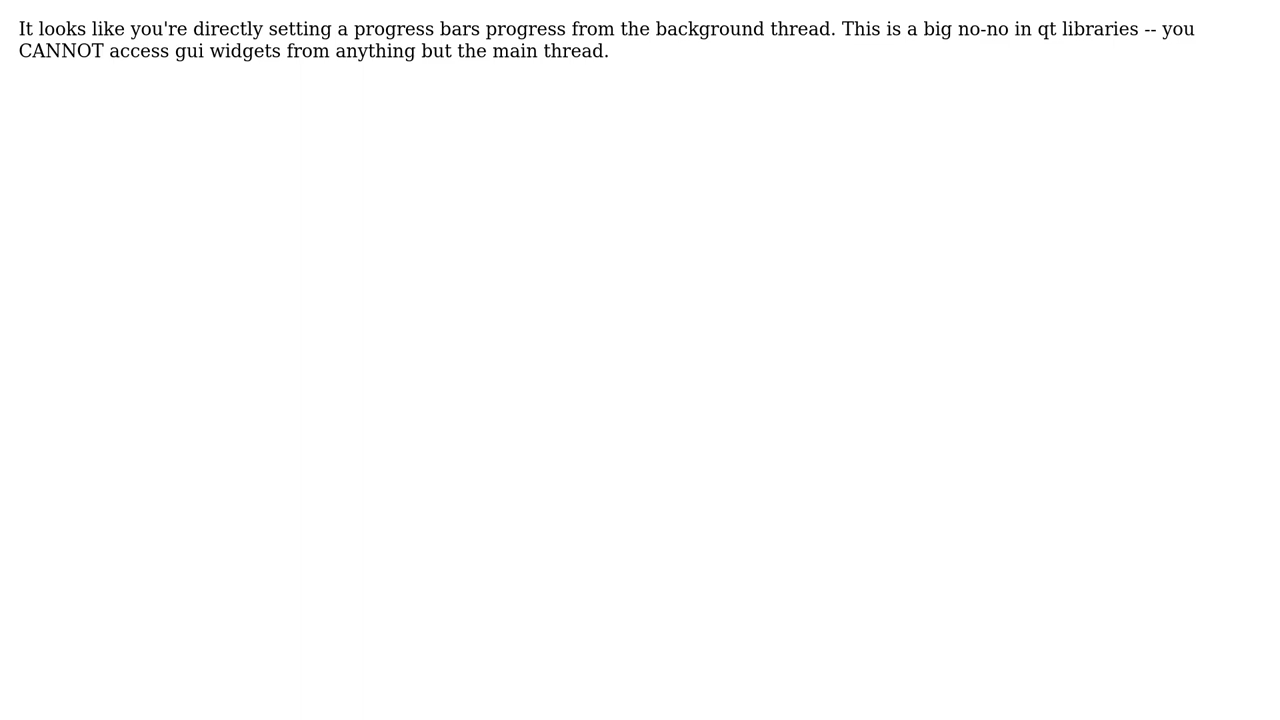 It looks like you're directly setting a progress bars progress from the background thread. This is a big no-no in qt libraries -- you
CANNOT access gui widgets from anything but the main thread.